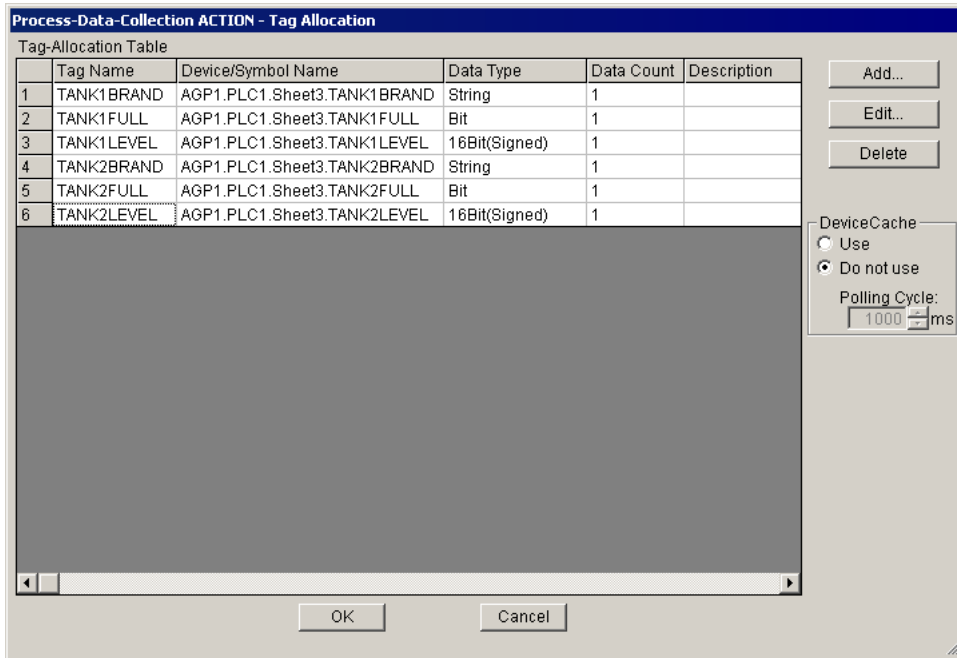 Process-Data-Collection ACTION - Tag Allocation
Tag-Allocation Table
Tag Name Device/Symbol Name Data Type Data Count Description
1 TANK1BRAND AGP1.PLC1.Sheet3.TANK1BRAND String 1
2 TANK1FULL AGP1.PLC1.Sheet3.TANK1FULL Bit 1
3 TANK1LEVEL AGP1.PLC1.Sheet3.TANK1LEVEL 16Bit(Signed) 1
4 TANK2BRAND AGP1.PLC1.Sheet3.TANK2BRAND String 1
5 TANK2FULL AGP1.PLC1.Sheet3.TANK2FULL Bit 1
6 TANK2LEVEL AGP1.PLC1.Sheet3.TANK2LEVEL 16Bit(Signed) 1
Add...
Edit...
Delete
DeviceCache
Use
Do not use
Polling Cycle:
1000 ms
OK Cancel